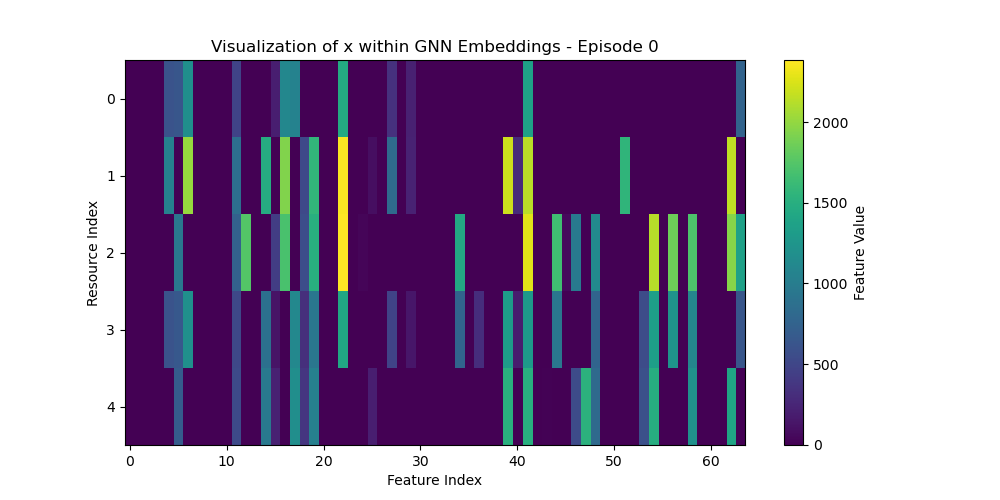 Visualization of x within GNN Embeddings - Episode 0
Resource Index
0
1
2
3
4
0 10 20 30 40 50 60
Feature Index
2000
1500
1000
500
0
Feature Value